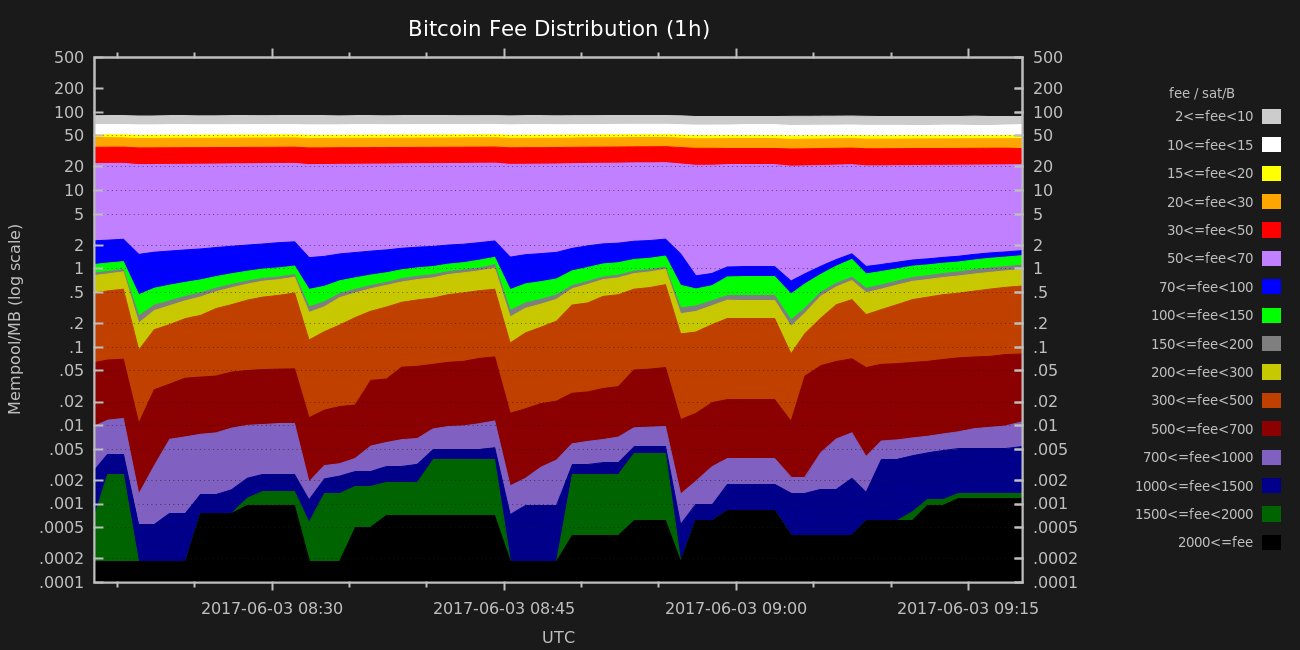 Bitcoin Fee Distribution (1h)
Mempool/MB (log scale)
500
200
100
50
20
10
5
2
1
.5
.2
.1
.05
.02
.01
.005
.002
.001
.0005
.0002
.0001
500
200
100
50
20
10
5
2
1
.5
.2
.1
.05
.02
.01
.005
.002
.001
.0005
.0002
.0001
2017-06-03 08:30
2017-06-03 08:45
2017-06-03 09:00
2017-06-03 09:15
UTC
fee / sat/B
2<=fee<10
10<=fee<15
15<=fee<20
20<=fee<30
30<=fee<50
50<=fee<70
70<=fee<100
100<=fee<150
150<=fee<200
200<=fee<300
300<=fee<500
500<=fee<700
700<=fee<1000
1000<=fee<1500
1500<=fee<2000
2000<=fee